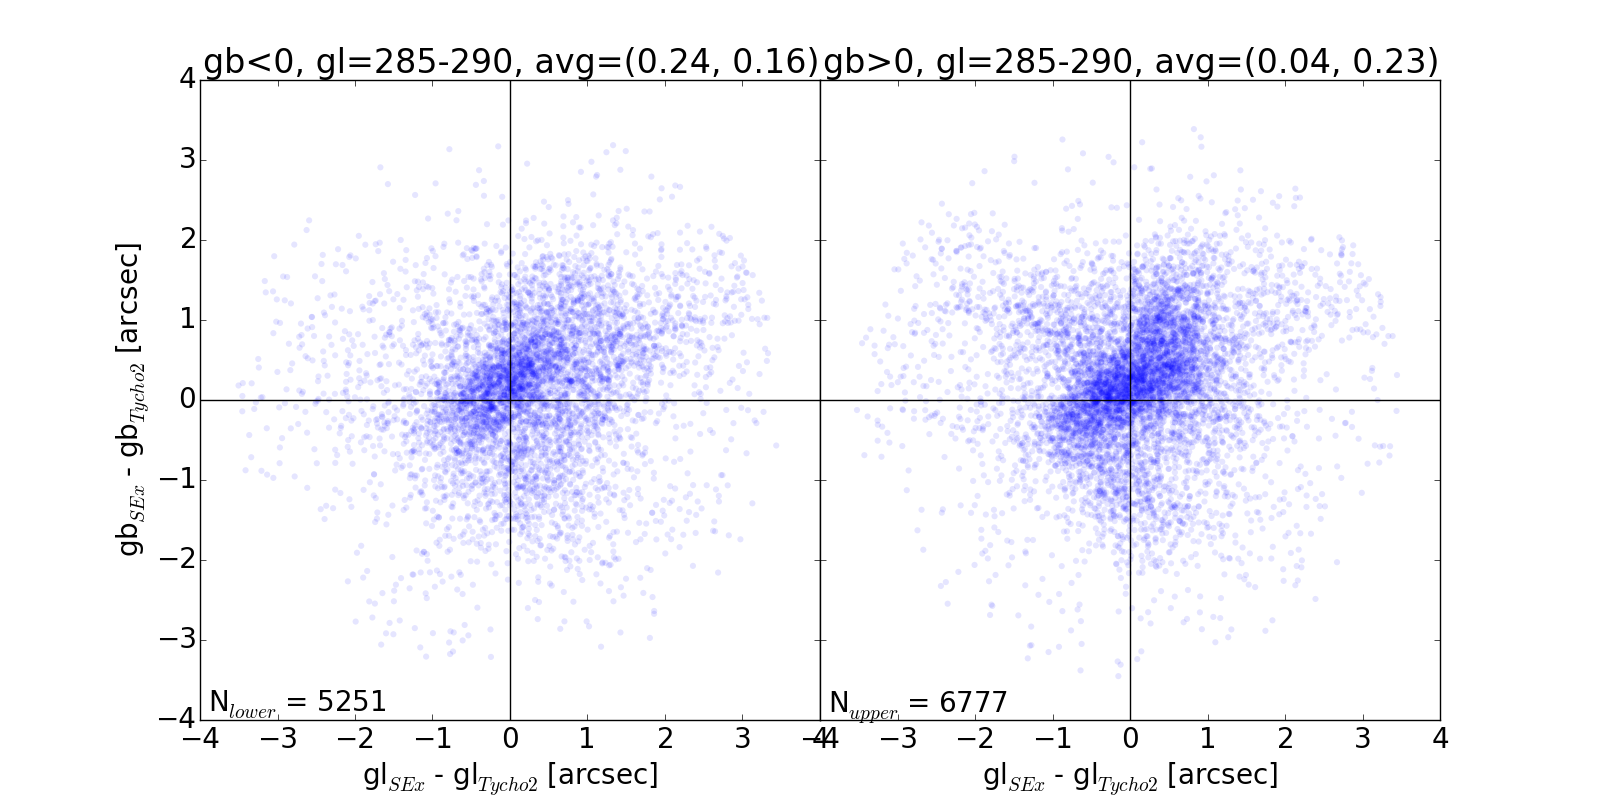 gb<0, gl=285-290, avg=(0.24, 0.16)
gb>0, gl=285-290, avg=(0.04, 0.23)
4
3
2
1
0
−1
−2
−3
−4
gb_SEx - gb_Tycho2 [arcsec]
N_lower = 5251
N_upper = 6777
−4 −3 −2 −1 0 1 2 3 4
−4 −3 −2 −1 0 1 2 3 4
gl_SEx - gl_Tycho2 [arcsec]
gl_SEx - gl_Tycho2 [arcsec]